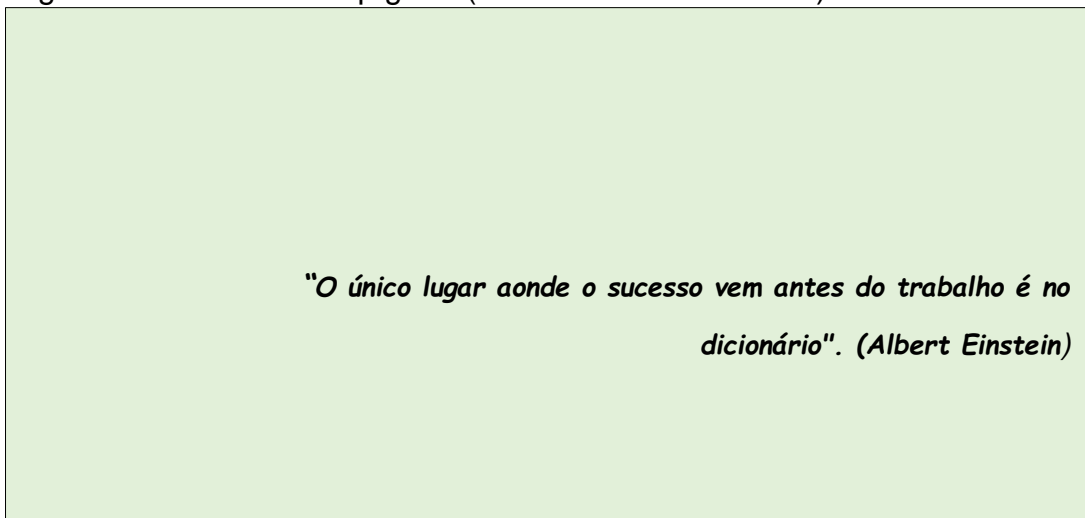 “O único lugar aonde o sucesso vem antes do trabalho é no
dicionário". (Albert Einstein)